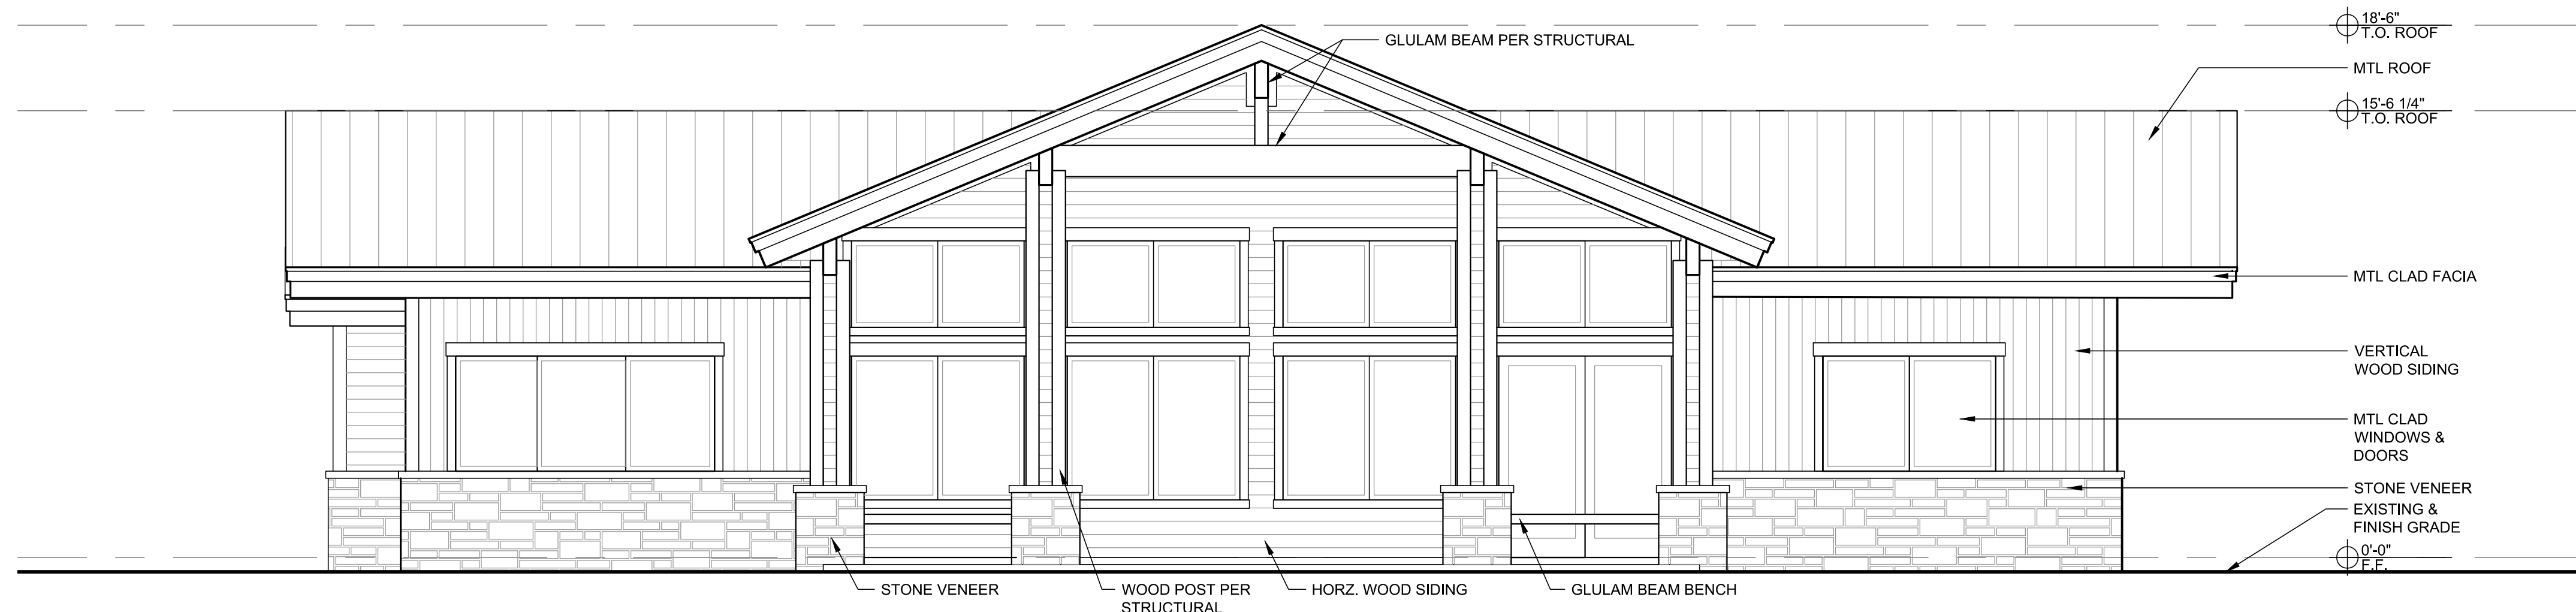 GLULAM BEAM PER STRUCTURAL
18'-6"
T.O. ROOF
MTL ROOF
15'-6 1/4"
T.O. ROOF
MTL CLAD FACIA
VERTICAL
WOOD SIDING
MTL CLAD
WINDOWS &
DOORS
STONE VENEER
EXISTING &
FINISH GRADE
0'-0"
F.F.
STONE VENEER
WOOD POST PER
STRUCTURAL
HORZ. WOOD SIDING
GLULAM BEAM BENCH